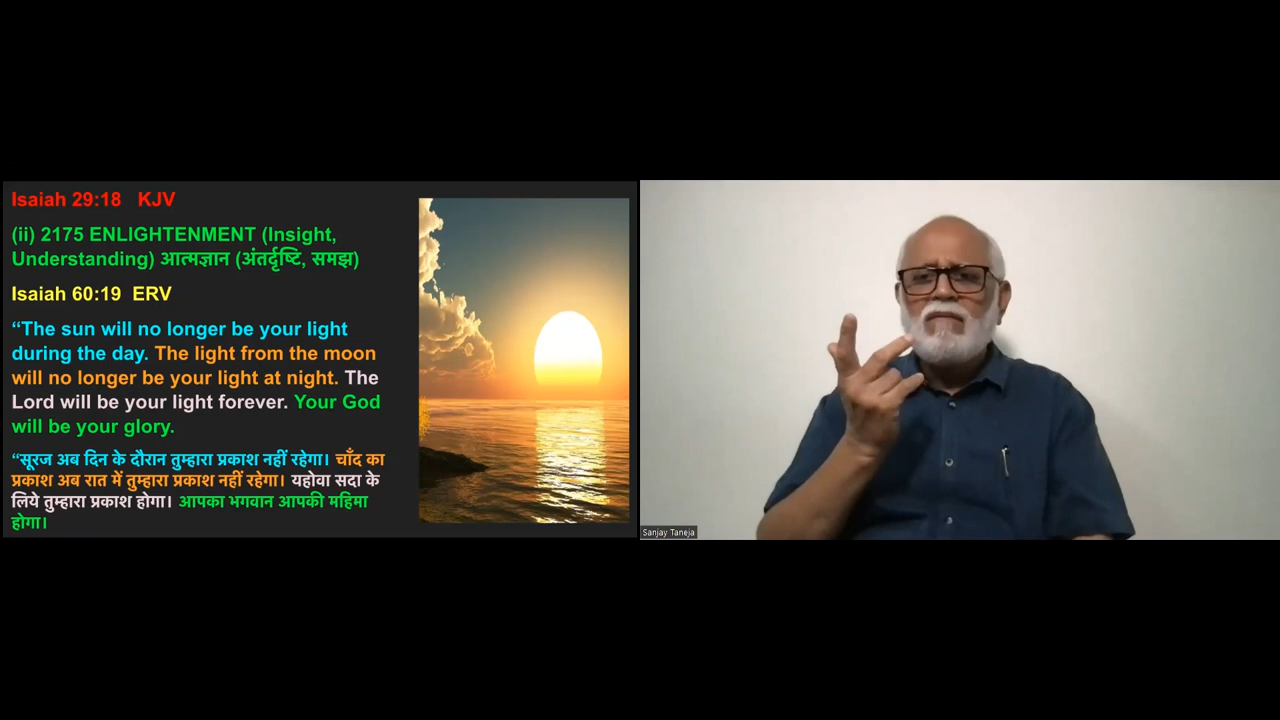 Isaiah 29:18 KJV
(ii) 2175 ENLIGHTENMENT (Insight,
Understanding) आत्मज्ञान (अंतर्दृष्टि, समझ)
Isaiah 60:19 ERV
“The sun will no longer be your light
during the day. The light from the moon
will no longer be your light at night. The
Lord will be your light forever. Your God
will be your glory.
“सूरज अब दिन के दौरान तुम्हारा प्रकाश नहीं रहेगा। चाँद का
प्रकाश अब रात में तुम्हारा प्रकाश नहीं रहेगा। यहोवा सदा के
लिये तुम्हारा प्रकाश होगा। आपका भगवान आपकी महिमा
होगा।
Sanjay Taneja